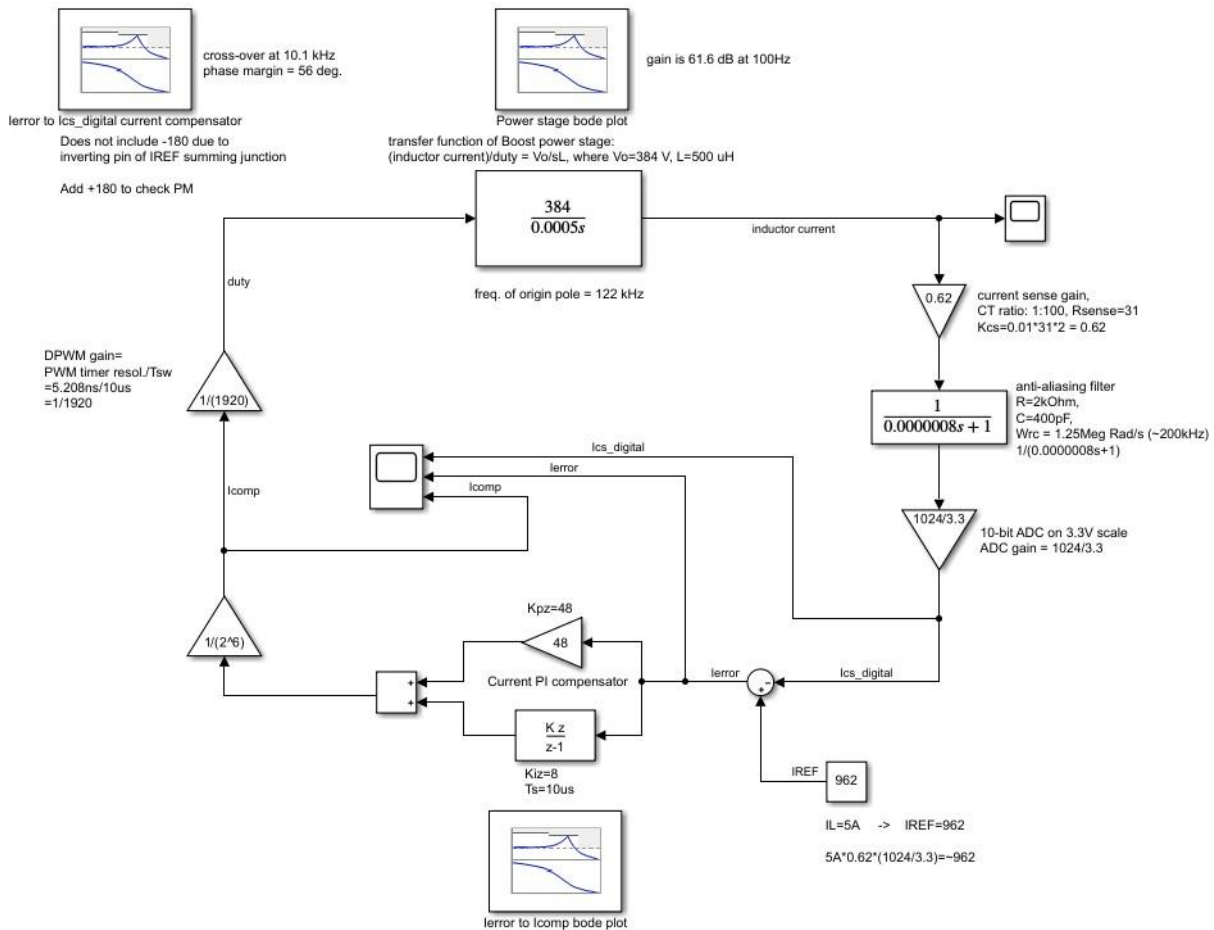 cross-over at 10.1 kHz
phase margin = 56 deg.
gain is 61.6 dB at 100Hz
Ierror to Ics_digital current compensator
Does not include -180 due to
inverting pin of IREF summing junction
Add +180 to check PM
Power stage bode plot
transfer function of Boost power stage:
(inductor current)/duty = Vo/sL, where Vo=384 V, L=500 uH
384
0.0005s
inductor current
freq. of origin pole = 122 kHz
duty
0.62
current sense gain,
CT ratio: 1:100, Rsense=31
Kcs=0.01*31*2 = 0.62
DPWM gain=
PWM timer resol./Tsw
=5.208ns/10us
=1/1920
1/(1920)
1
0.0000008s + 1
anti-aliasing filter
R=2kOhm,
C=400pF,
Wrc = 1.25Meg Rad/s (~200kHz)
1/(0.0000008s+1)
Ics_digital
Ierror
Icomp
Icomp
1024/3.3
10-bit ADC on 3.3V scale
ADC gain = 1024/3.3
1/(2^6)
Kpz=48
48
Current PI compensator
+
+
K z
z-1
Kiz=8
Ts=10us
Ierror
-
+
Ics_digital
IREF
962
IL=5A -> IREF=962
5A*0.62*(1024/3.3)=~962
Ierror to Icomp bode plot